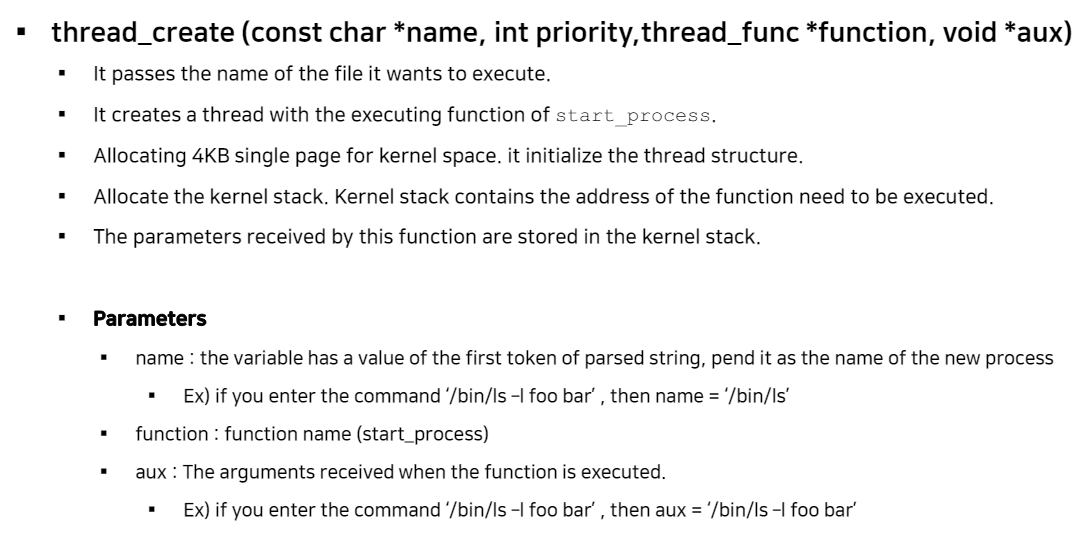 ▪ thread_create (const char *name, int priority,thread_func *function, void *aux)
▪ It passes the name of the file it wants to execute.
▪ It creates a thread with the executing function of start_process.
▪ Allocating 4KB single page for kernel space. it initialize the thread structure.
▪ Allocate the kernel stack. Kernel stack contains the address of the function need to be executed.
▪ The parameters received by this function are stored in the kernel stack.
▪ Parameters
▪ name : the variable has a value of the first token of parsed string, pend it as the name of the new process
▪ Ex) if you enter the command ‘/bin/ls –l foo bar’ , then name = ‘/bin/ls’
▪ function : function name (start_process)
▪ aux : The arguments received when the function is executed.
▪ Ex) if you enter the command ‘/bin/ls –l foo bar’ , then aux = ‘/bin/ls –l foo bar’